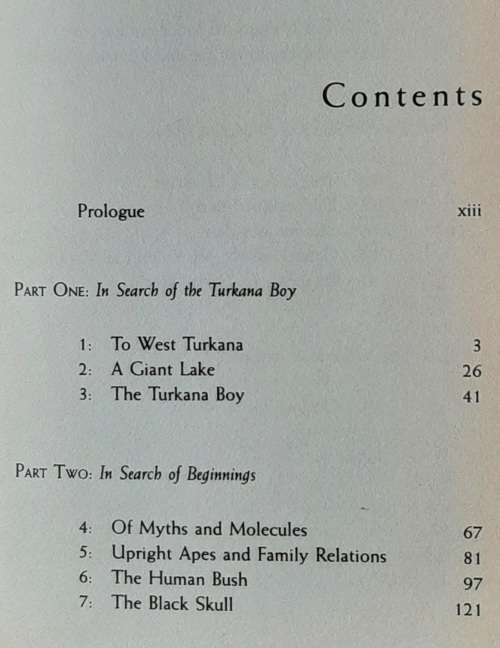 Contents
Prologue xiii
PART ONE: In Search of the Turkana Boy
1: To West Turkana 3
2: A Giant Lake 26
3: The Turkana Boy 41
PART TWO: In Search of Beginnings
4: Of Myths and Molecules 67
5: Upright Apes and Family Relations 81
6: The Human Bush 97
7: The Black Skull 121